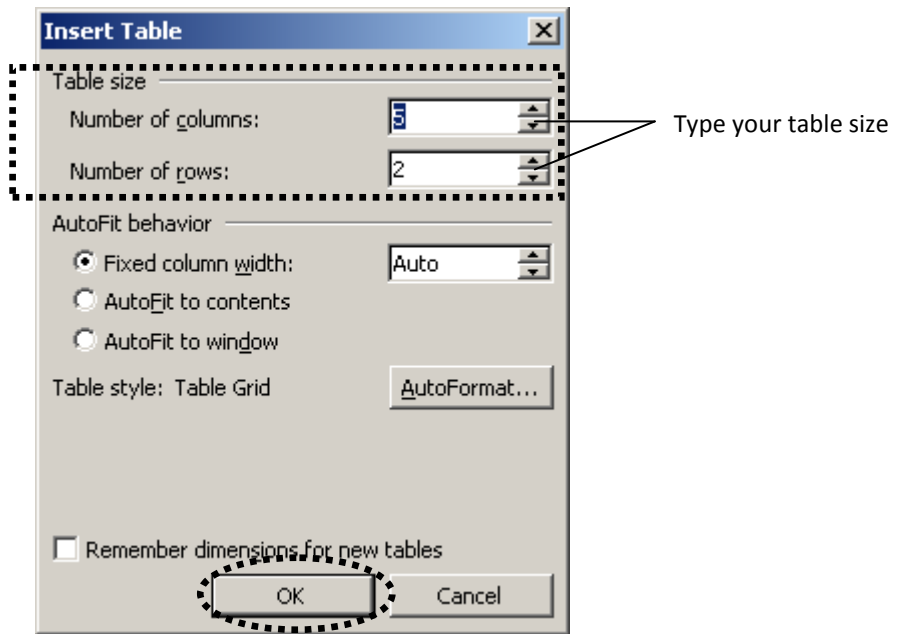 Insert Table
Table size
Number of columns: 5
Type your table size
Number of rows: 2
AutoFit behavior
Fixed column width: Auto
AutoFit to contents
AutoFit to window
Table style: Table Grid AutoFormat...
Remember dimensions for new tables
OK Cancel